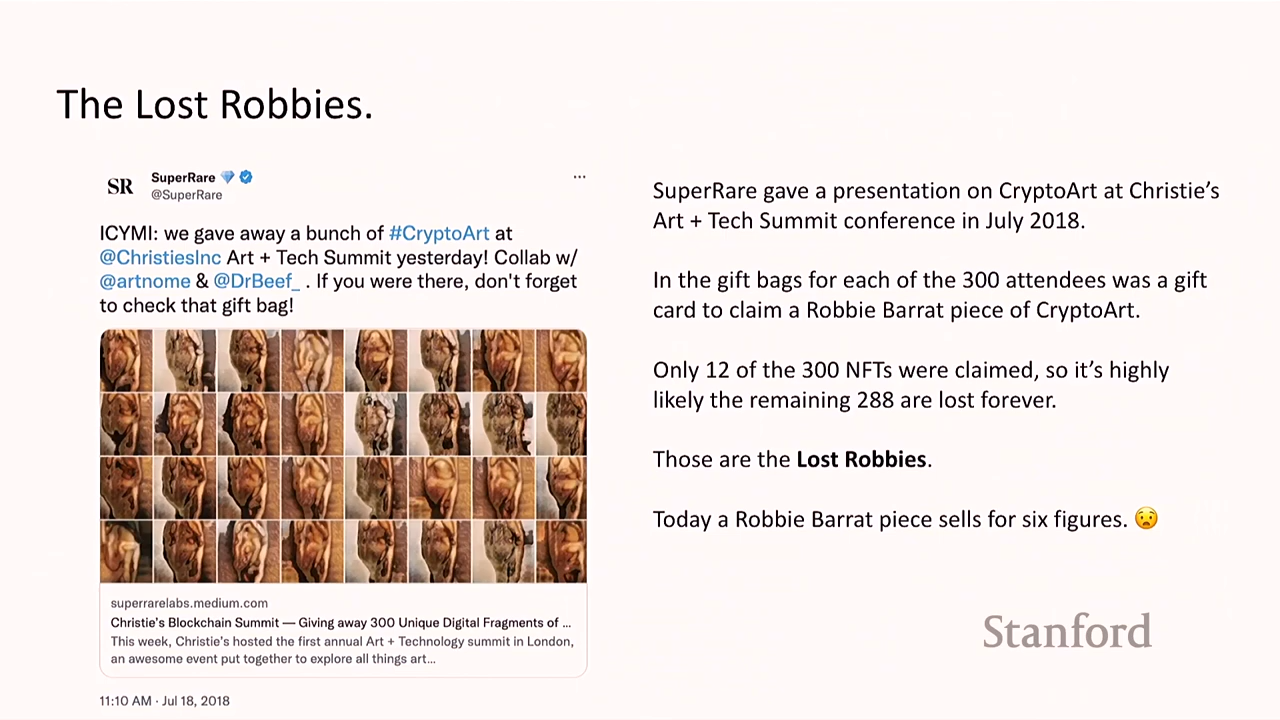 The Lost Robbies.
SR
SuperRare
@SuperRare
ICYMI: we gave away a bunch of #CryptoArt at
@ChristiesInc Art + Tech Summit yesterday! Collab w/
@artnome & @DrBeef_ . If you were there, don't forget
to check that gift bag!
superrarelabs.medium.com
Christie's Blockchain Summit — Giving away 300 Unique Digital Fragments of ...
This week, Christie's hosted the first annual Art + Technology summit in London,
an awesome event put together to explore all things art...
11:10 AM · Jul 18, 2018
SuperRare gave a presentation on CryptoArt at Christie's
Art + Tech Summit conference in July 2018.
In the gift bags for each of the 300 attendees was a gift
card to claim a Robbie Barrat piece of CryptoArt.
Only 12 of the 300 NFTs were claimed, so it's highly
likely the remaining 288 are lost forever.
Those are the Lost Robbies.
Today a Robbie Barrat piece sells for six figures. 😟
Stanford